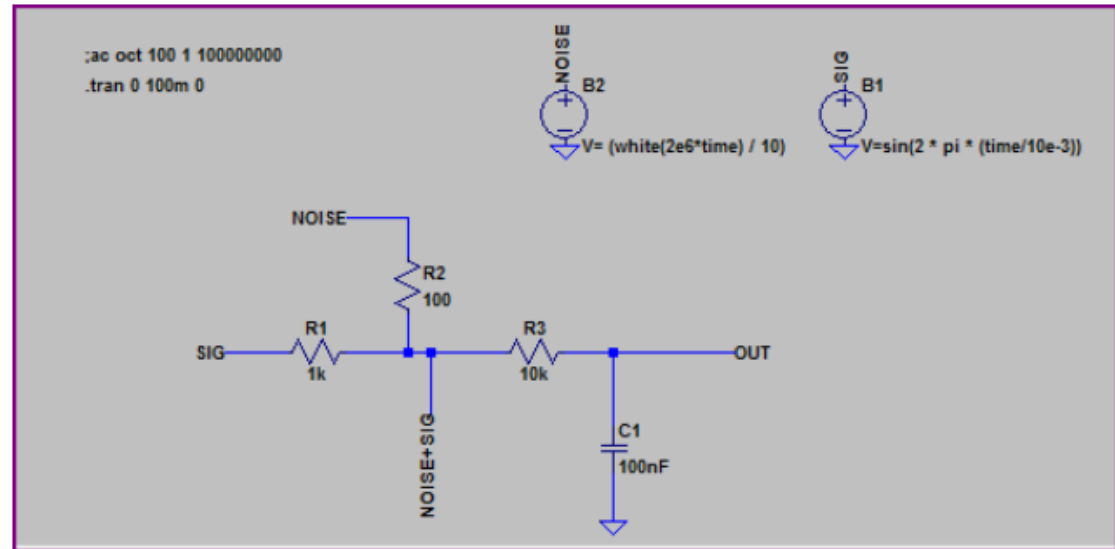 ;ac oct 100 1 100000000
.tran 0 100m 0
NOISE
B2
V= (white(2e6*time) / 10)
SIG
B1
V=sin(2 * pi * (time/10e-3))
NOISE
R2
100
SIG
R1
1k
R3
10k
OUT
NOISE+SIG
C1
100nF